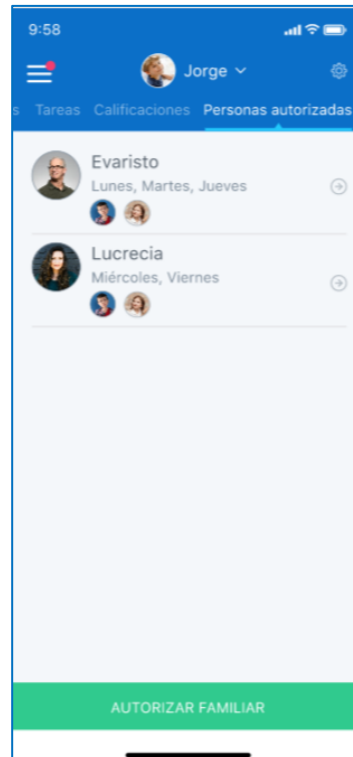 9:58
Jorge
s Tareas Calificaciones Personas autorizadas
Evaristo
Lunes, Martes, Jueves
Lucrecia
Miércoles, Viernes
AUTORIZAR FAMILIAR